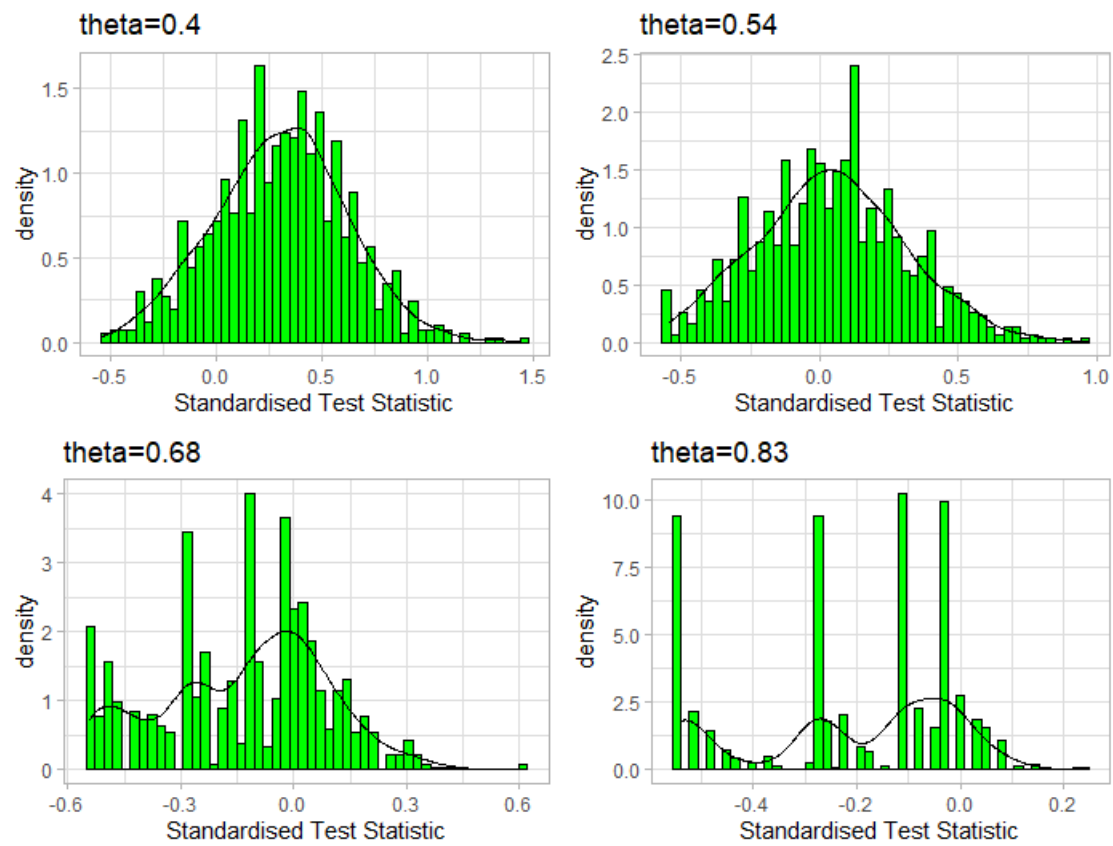 theta=0.4
density
1.5
1.0
0.5
0.0
-0.5 0.0 0.5 1.0 1.5
Standardised Test Statistic
theta=0.54
density
2.5
2.0
1.5
1.0
0.5
0.0
-0.5 0.0 0.5 1.0
Standardised Test Statistic
theta=0.68
density
4
3
2
1
0
-0.6 -0.3 0.0 0.3 0.6
Standardised Test Statistic
theta=0.83
density
10.0
7.5
5.0
2.5
0.0
-0.4 -0.2 0.0 0.2
Standardised Test Statistic